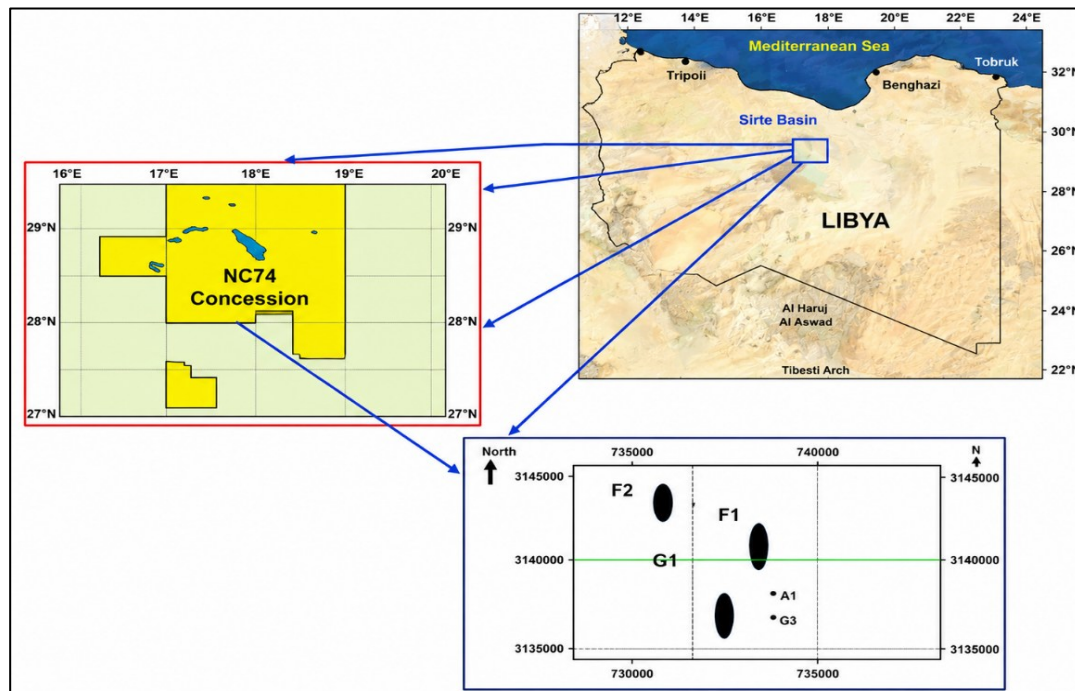 12°E 14°E 16°E 18°E 20°E 22°E 24°E
Mediterranean Sea
Tripoli
Benghazi
Tobruk
32°N
Sirte Basin
30°N
28°N
LIBYA
26°N
Al Haruj
Al Aswad
24°N
Tibesti Arch
22°N
16°E 17°E 18°E 19°E 20°E
29°N 29°N
NC74
Concession
28°N 28°N
27°N 27°N
North
N
735000 740000
3145000 3145000
F2
F1
G1
3140000 3140000
A1
G3
3135000 3135000
730000 735000